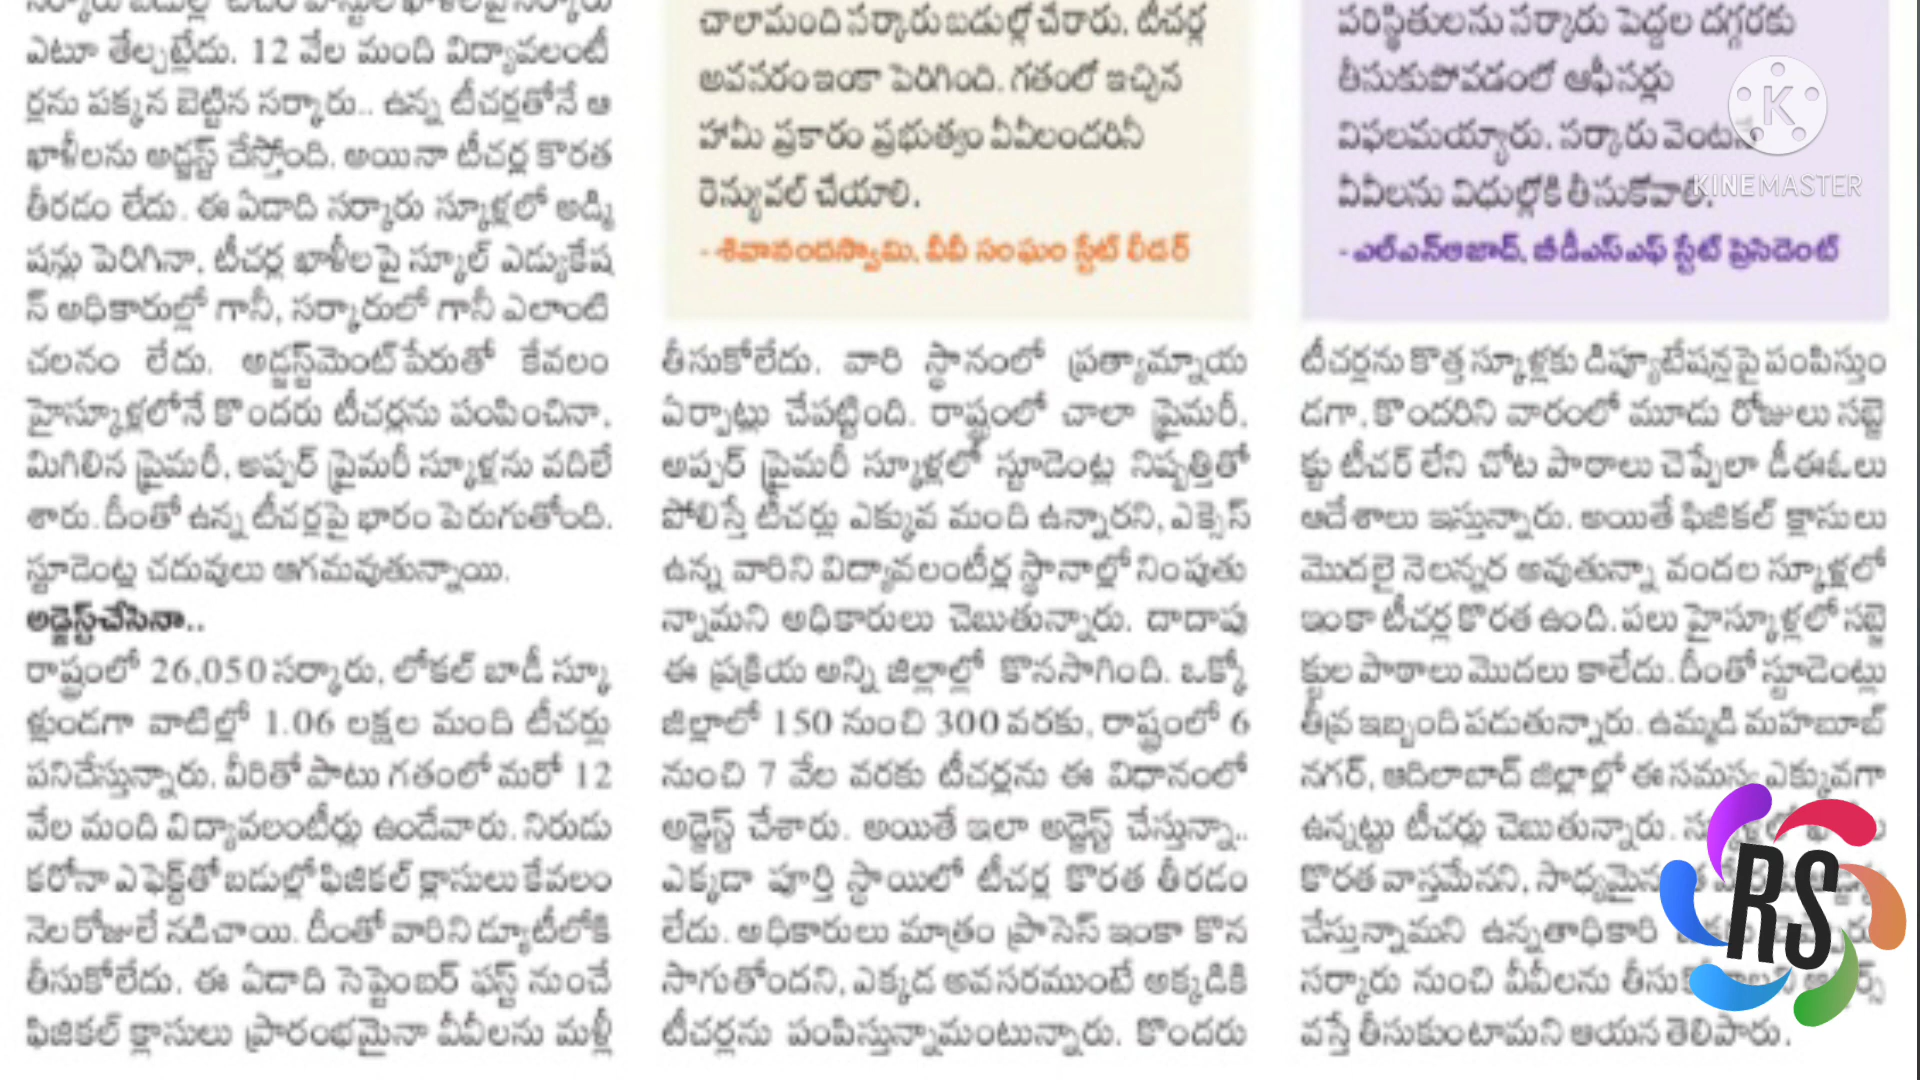 ఎటూ తేల్చట్లేదు. 12 వేల మంది విద్యావలంటీ
ర్లను పక్కన బెట్టిన సర్కారు.. ఉన్న టీచర్లతోనే ఆ
ఖాళీలను అడ్జస్ట్ చేస్తోంది. అయినా టీచర్ల కొరత
తీరడం లేదు. ఈ ఏడాది సర్కారు స్కూళ్లలో అడ్మి
షన్లు పెరిగినా, టీచర్ల ఖాళీలపై స్కూల్ ఎడ్యుకేష
న్ అధికారుల్లో గానీ, సర్కారులో గానీ ఎలాంటి
చలనం లేదు. అడ్జస్ట్‌మెంట్ పేరుతో కేవలం
హైస్కూళ్లలోనే కొందరు టీచర్లను పంపించినా,
మిగిలిన ప్రైమరీ, అప్పర్ ప్రైమరీ స్కూళ్లను వదిలే
శారు. దీంతో ఉన్న టీచర్లపై భారం పెరుగుతోంది.
స్టూడెంట్ల చదువులు ఆగమవుతున్నాయి.
అడ్జెస్ట్ చేసినా..
రాష్ట్రంలో 26,050 సర్కారు, లోకల్ బాడీ స్కూ
ళ్లుండగా వాటిల్లో 1.06 లక్షల మంది టీచర్లు
పనిచేస్తున్నారు. వీరితో పాటు గతంలో మరో 12
వేల మంది విద్యావలంటీర్లు ఉండేవారు. నిరుడు
కరోనా ఎఫెక్ట్‌తో బడుల్లో ఫిజికల్ క్లాసులు కేవలం
నెలరోజులే నడిచాయి. దీంతో వారిని డ్యూటీలోకి
తీసుకోలేదు. ఈ ఏడాది సెప్టెంబర్ ఫస్ట్ నుంచే
ఫిజికల్ క్లాసులు ప్రారంభమైనా వీవీలను మళ్లీ
చాలామంది సర్కారు బడుల్లో చేరారు. టీచర్ల
అవసరం ఇంకా పెరిగింది. గతంలో ఇచ్చిన
హామీ ప్రకారం ప్రభుత్వం వీవీలందరినీ
రెన్యువల్ చేయాలి.
- శివానందస్వామి, వీవీ సంఘం స్టేట్ లీడర్
తీసుకోలేదు. వారి స్థానంలో ప్రత్యామ్నాయ
ఏర్పాట్లు చేపట్టింది. రాష్ట్రంలో చాలా ప్రైమరీ,
అప్పర్ ప్రైమరీ స్కూళ్లలో స్టూడెంట్ల నిష్పత్తితో
పోలిస్తే టీచర్లు ఎక్కువ మంది ఉన్నారని, ఎక్సెస్
ఉన్న వారిని విద్యావలంటీర్ల స్థానాల్లో నింపుతు
న్నామని అధికారులు చెబుతున్నారు. దాదాపు
ఈ ప్రక్రియ అన్ని జిల్లాల్లో కొనసాగింది. ఒక్కో
జిల్లాలో 150 నుంచి 300 వరకు, రాష్ట్రంలో 6
నుంచి 7 వేల వరకు టీచర్లను ఈ విధానంలో
అడ్జెస్ట్ చేశారు. అయితే ఇలా అడ్జెస్ట్ చేస్తున్నా..
ఎక్కడా పూర్తి స్థాయిలో టీచర్ల కొరత తీరడం
లేదు. అధికారులు మాత్రం ప్రాసెస్ ఇంకా కొన
సాగుతోందని, ఎక్కడ అవసరముంటే అక్కడికి
టీచర్లను పంపిస్తున్నామంటున్నారు. కొందరు
పరిస్థితులను సర్కారు పెద్దల దగ్గరకు
తీసుకుపోవడంలో ఆఫీసర్లు
విఫలమయ్యారు. సర్కారు వెంటనే
వీవీలను విధుల్లోకి తీసుకోవాలి.
- ఎల్ఎన్ఆజాద్, బీడీఎస్ఎఫ్ స్టేట్ ప్రెసిడెంట్
టీచర్లను కొత్త స్కూళ్లకు డిప్యూటేషన్లపై పంపిస్తుం
డగా, కొందరిని వారంలో మూడు రోజులు సబ్జె
క్టు టీచర్ లేని చోట పాఠాలు చెప్పేలా డీఈఓలు
ఆదేశాలు ఇస్తున్నారు. అయితే ఫిజికల్ క్లాసులు
మొదలై నెలన్నర అవుతున్నా వందల స్కూళ్లలో
ఇంకా టీచర్ల కొరత ఉంది. పలు హైస్కూళ్లలో సబ్జె
క్టుల పాఠాలు మొదలు కాలేదు. దీంతో స్టూడెంట్లు
తీవ్ర ఇబ్బంది పడుతున్నారు. ఉమ్మడి మహబూబ్
నగర్, ఆదిలాబాద్ జిల్లాల్లో ఈ సమస్య ఎక్కువగా
ఉన్నట్టు టీచర్లు చెబుతున్నారు.
కొరత వాస్తవమేనని,
చేస్తున్నామని ఉన్నతాధికారి
సర్కారు నుంచి వీవీలను
వస్తే తీసుకుంటామని ఆయన తెలిపారు.
KINEMASTER
RS